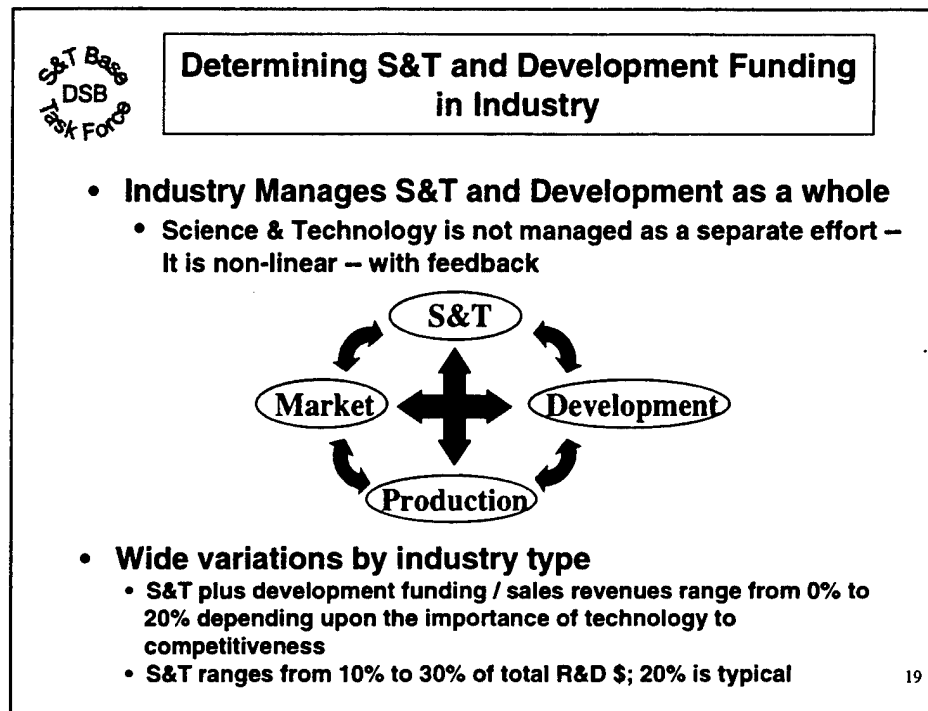 S&T Base
DSB
Task Force
Determining S&T and Development Funding
in Industry
• Industry Manages S&T and Development as a whole
• Science & Technology is not managed as a separate effort –
It is non-linear – with feedback
S&T
Market
Development
Production
• Wide variations by industry type
• S&T plus development funding / sales revenues range from 0% to
20% depending upon the importance of technology to
competitiveness
• S&T ranges from 10% to 30% of total R&D $; 20% is typical
19